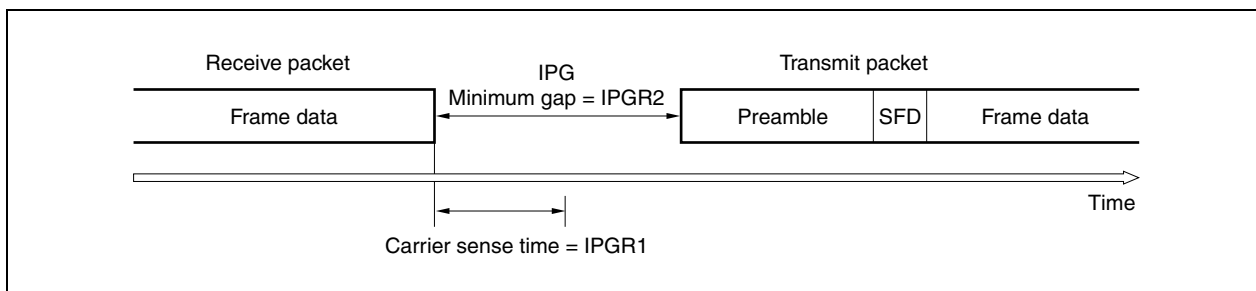 Receive packet
IPG
Minimum gap = IPGR2
Transmit packet
Frame data
Preamble
SFD
Frame data
Time
Carrier sense time = IPGR1